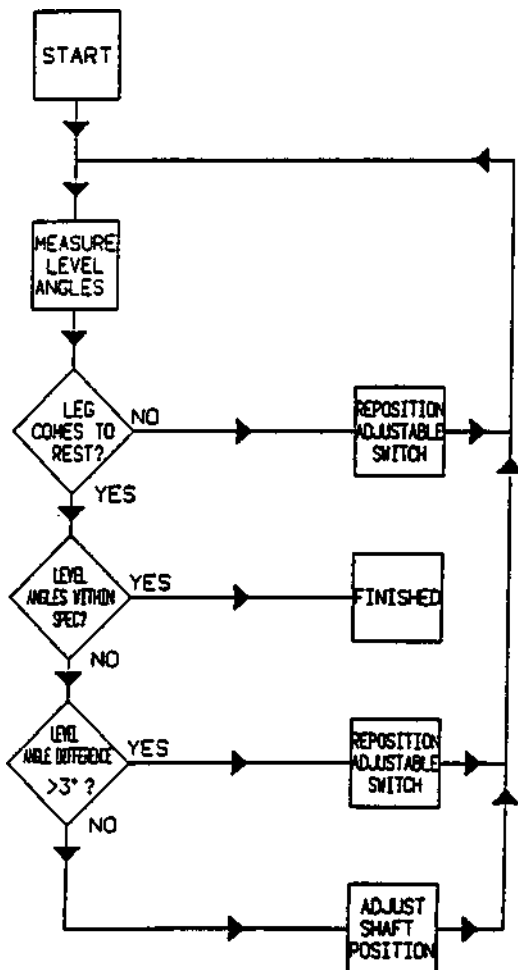 START
MEASURE
LEVEL
ANGLES
LEG
COMES TO
REST?
NO
REPOSITION
ADJUSTABLE
SWITCH
YES
LEVEL
ANGLES WITHIN
SPEC?
YES
FINISHED
NO
LEVEL
ANGLE DIFFERENCE
>3° ?
YES
REPOSITION
ADJUSTABLE
SWITCH
NO
ADJUST
SHAFT
POSITION